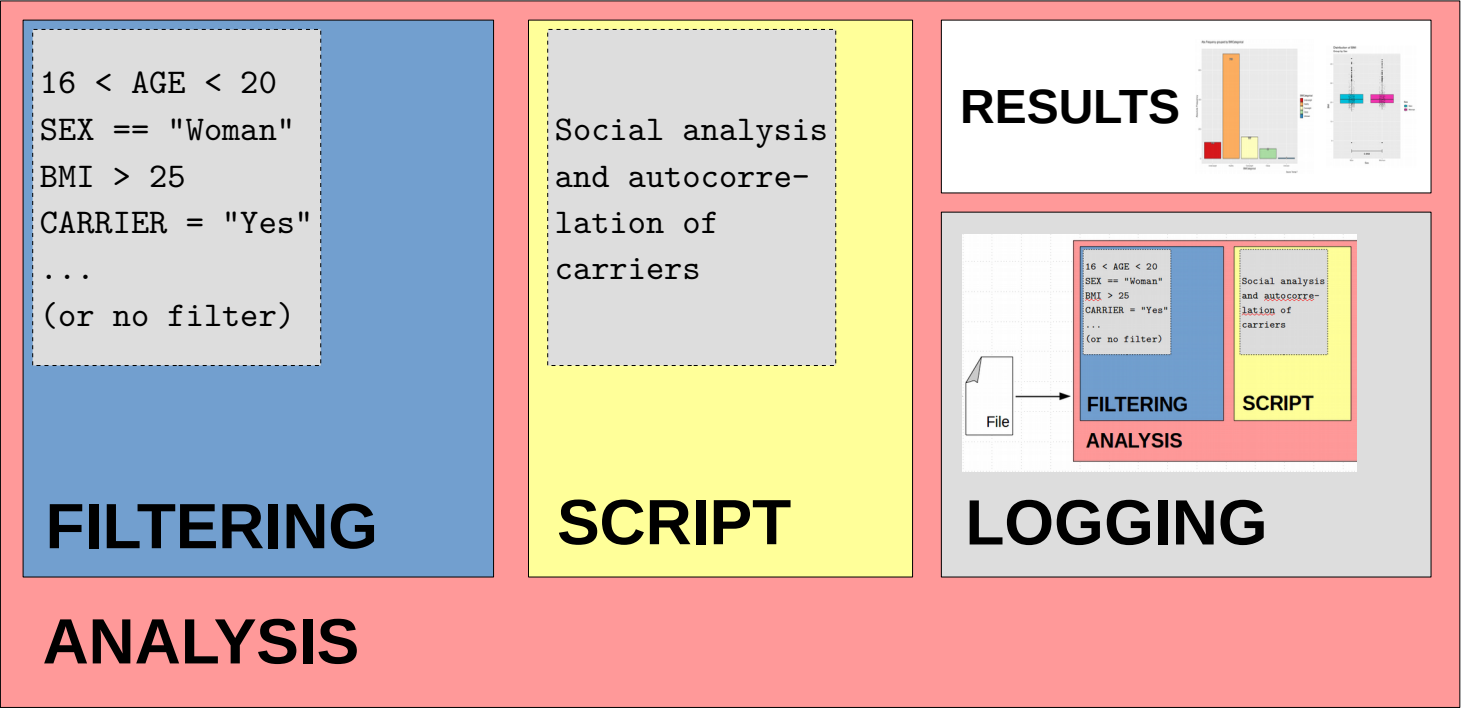 16 < AGE < 20
SEX == "Woman"
BMI > 25
CARRIER = "Yes"
...
(or no filter)
FILTERING
Social analysis
and autocorre-
lation of
carriers
SCRIPT
RESULTS
16 < AGE < 20
SEX == "Woman"
BMI > 25
CARRIER = "Yes"
...
(or no filter)
FILTERING
Social analysis
and autocorre-
lation of
carriers
SCRIPT
File
ANALYSIS
LOGGING
ANALYSIS